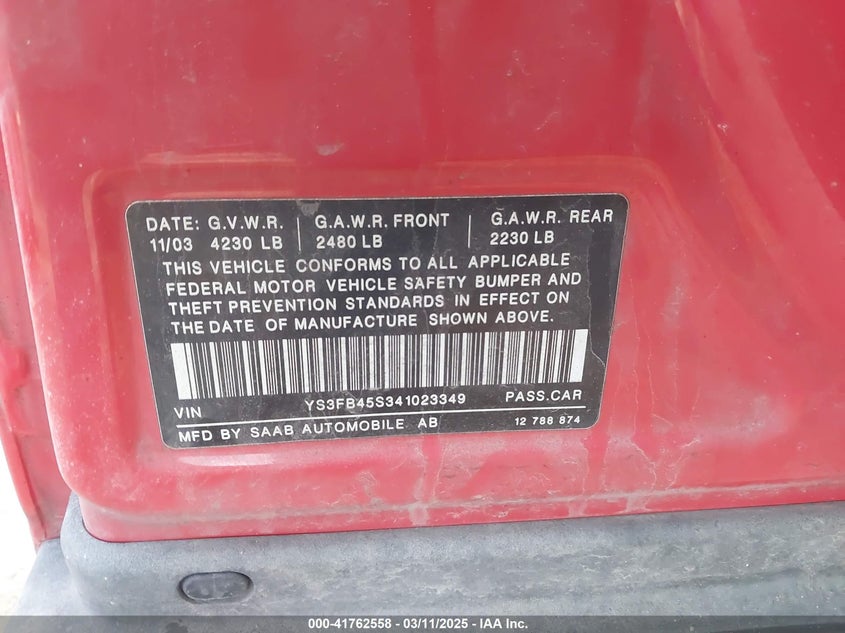 DATE: G.V.W.R. G.A.W.R. FRONT G.A.W.R. REAR
11/03 4230 LB 2480 LB 2230 LB
THIS VEHICLE CONFORMS TO ALL APPLICABLE
FEDERAL MOTOR VEHICLE SAFETY BUMPER AND
THEFT PREVENTION STANDARDS IN EFFECT ON
THE DATE OF MANUFACTURE SHOWN ABOVE.
VIN YS3FB45S341023349 PASS.CAR
MFD BY SAAB AUTOMOBILE AB 12 788 874
000-41762558 - 03/11/2025 - IAA Inc.